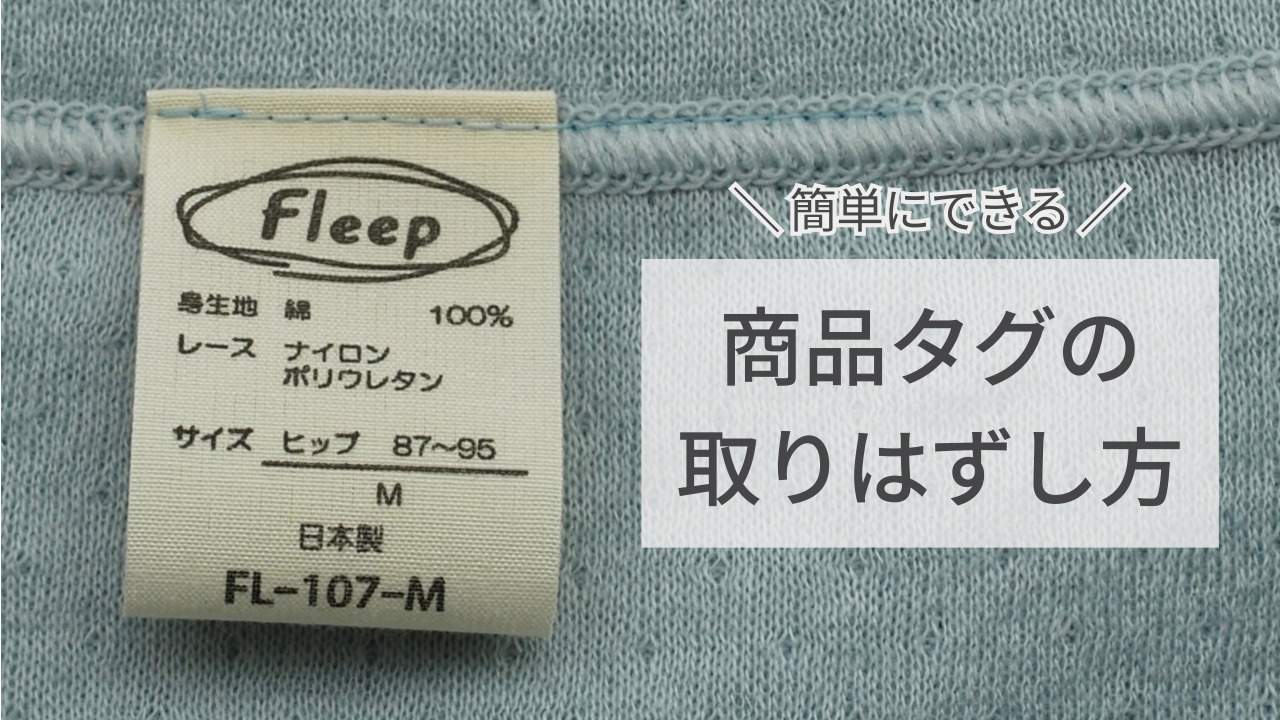 Fleep
身生地 綿 100%
レース ナイロン
ポリウレタン
サイズ ヒップ 87〜95
M
日本製
FL-107-M
\ 簡単にできる /
商品タグの
取りはずし方